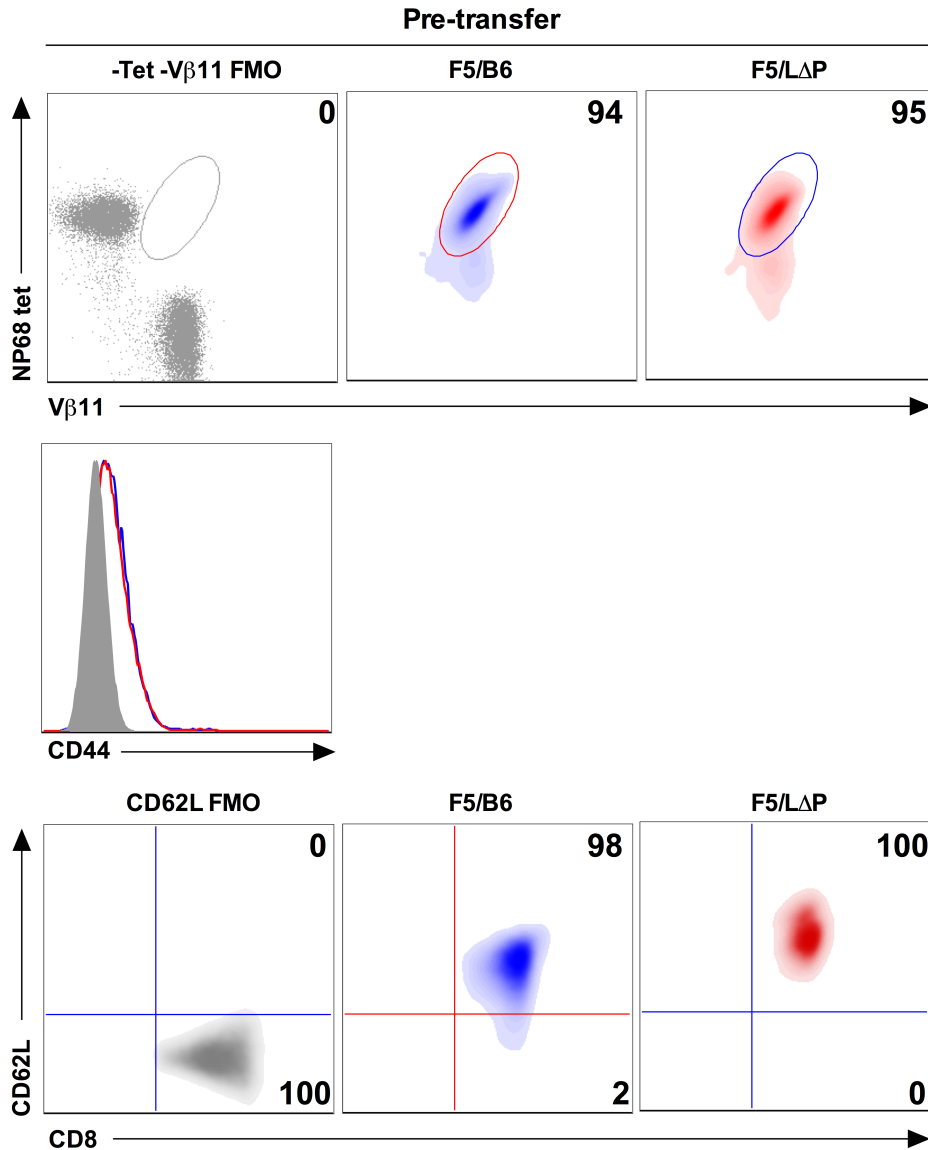 Pre-transfer
-Tet -Vβ11 FMO
F5/B6
F5/LΔP
0
94
95
NP68 tet
Vβ11
CD44
CD62L FMO
F5/B6
F5/LΔP
0
98
100
100
2
0
CD62L
CD8